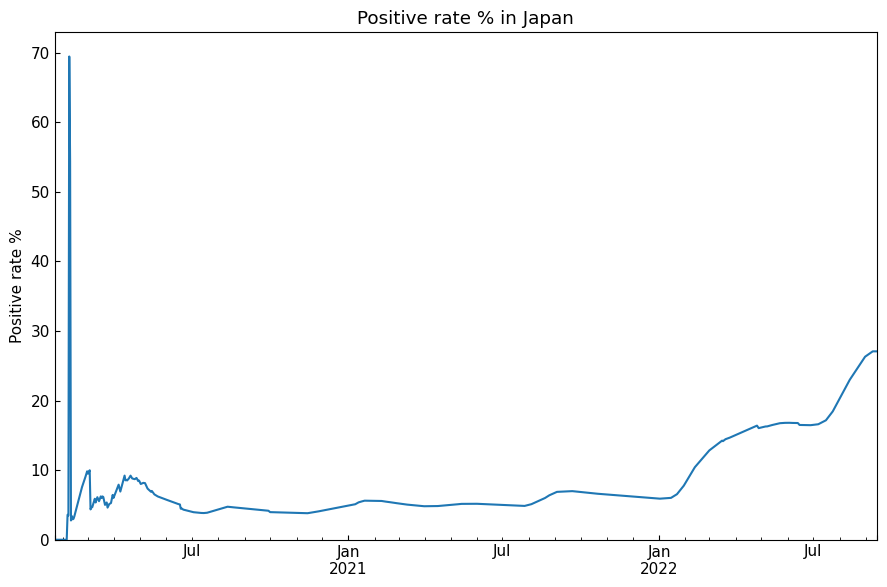 Positive rate % in Japan
Positive rate %
70
60
50
40
30
20
10
0
Jul
Jan
2021
Jul
Jan
2022
Jul